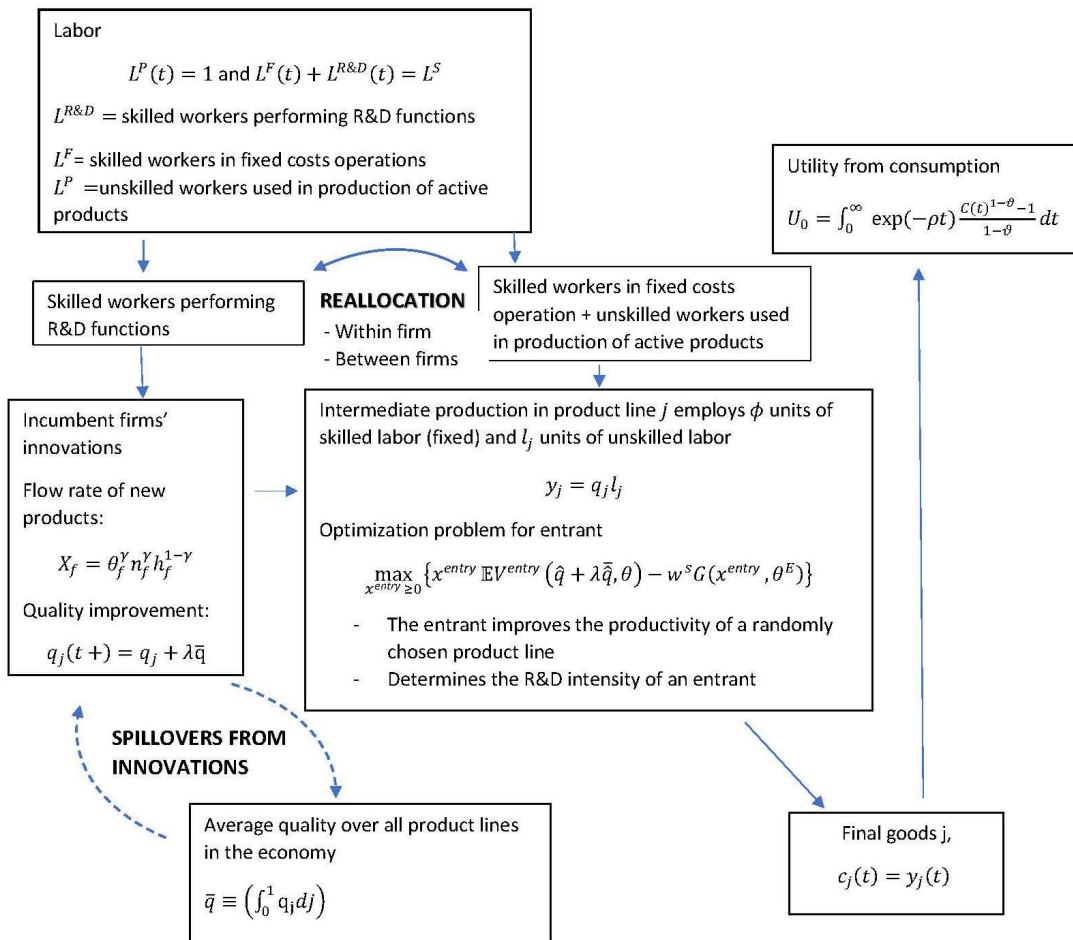 Labor
L^P(t) = 1 and L^F(t) + L^{R&D}(t) = L^S
L^{R&D} = skilled workers performing R&D functions
L^F= skilled workers in fixed costs operations
L^P =unskilled workers used in production of active
products
Utility from consumption
U_0 = ∫_0^∞ exp(−ρt) \frac{C(t)^{1−ϑ}−1}{1−ϑ} dt
Skilled workers performing
R&D functions
REALLOCATION
- Within firm
- Between firms
Skilled workers in fixed costs
operation + unskilled workers used
in production of active products
Incumbent firms’
innovations
Flow rate of new
products:
X_f = θ_f^γ n_f^γ h_f^{1−γ}
Quality improvement:
q_j(t +) = q_j + λq̄
Intermediate production in product line j employs ϕ units of
skilled labor (fixed) and l_j units of unskilled labor
y_j = q_j l_j
Optimization problem for entrant
\max_{x^{entry} ≥0} {x^{entry} 𝔼V^{entry} (\hat{q} + λ\hat{\bar{q}}, θ) − w^s G(x^{entry}, θ^E)}
- The entrant improves the productivity of a randomly
chosen product line
- Determines the R&D intensity of an entrant
SPILLOVERS FROM
INNOVATIONS
Average quality over all product lines
in the economy
q̄ ≡ (∫_0^1 q_j dj)
Final goods j,
c_j(t) = y_j(t)